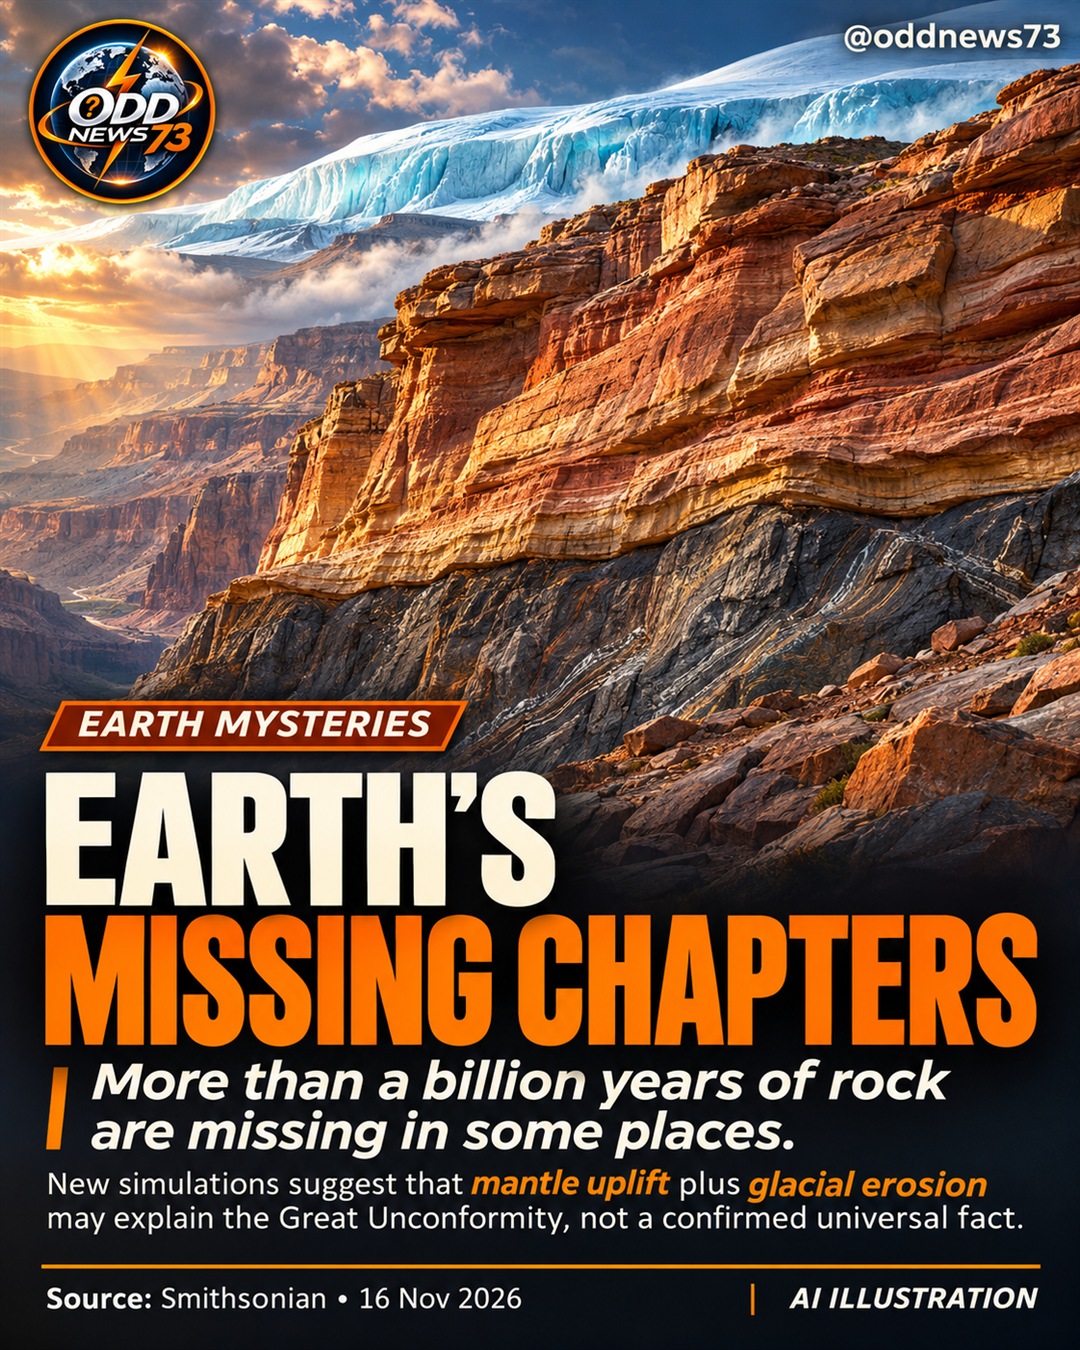 ?ODD
NEWS73
@oddnews73
EARTH MYSTERIES
EARTH'S
MISSING CHAPTERS
More than a billion years of rock
are missing in some places.
New simulations suggest that mantle uplift plus glacial erosion
may explain the Great Unconformity, not a confirmed universal fact.
Source: Smithsonian • 16 Nov 2026 | AI ILLUSTRATION